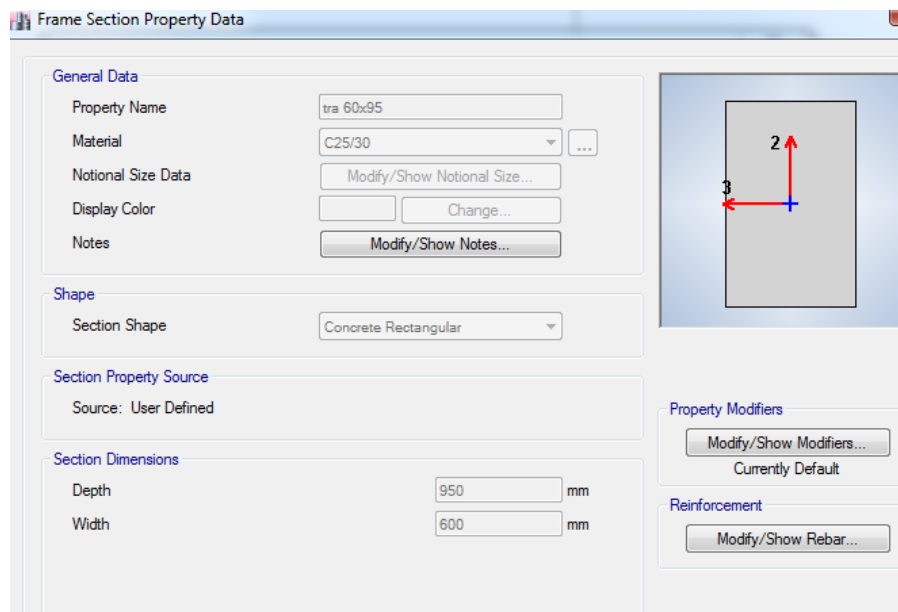 Frame Section Property Data
General Data
Property Name tra 60x95
Material C25/30 ...
Notional Size Data Modify/Show Notional Size...
Display Color Change...
Notes Modify/Show Notes...
2
3
Shape
Section Shape Concrete Rectangular
Section Property Source
Source: User Defined
Property Modifiers
Modify/Show Modifiers...
Currently Default
Section Dimensions
Depth 950 mm
Width 600 mm
Reinforcement
Modify/Show Rebar...